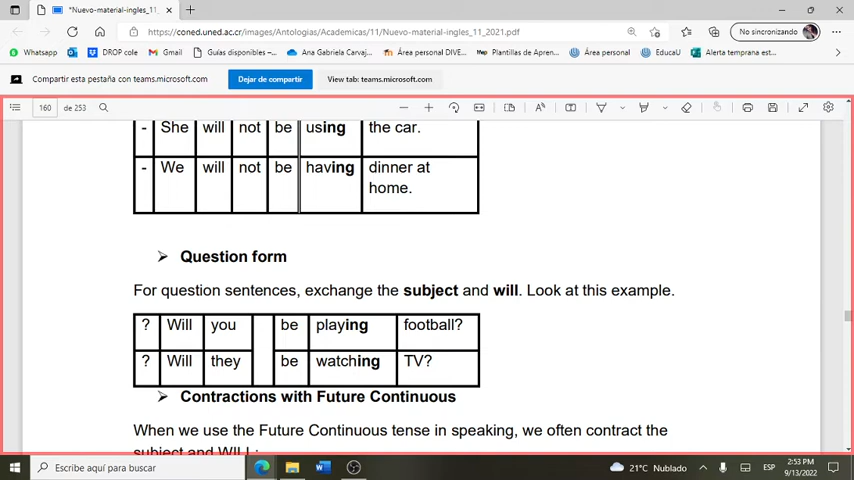 *Nuevo-material-ingles_11_2021
https://coned.uned.ac.cr/images/Antologias/Academicas/11/Nuevo-material-ingles_11_2021.pdf
No sincronizando
Whatsapp DROP cole Gmail Guías disponibles –... Ana Gabriela Carvaj... Área personal DIVE... Plantillas de Apren... Área personal EducaU Alerta temprana est...
Compartir esta pestaña con teams.microsoft.com Dejar de compartir View tab: teams.microsoft.com
160 de 253
- She will not be using the car.
- We will not be having dinner at
home.
➢ Question form
For question sentences, exchange the subject and will. Look at this example.
? Will you be playing football?
? Will they be watching TV?
➢ Contractions with Future Continuous
When we use the Future Continuous tense in speaking, we often contract the
subject and WILL:
Escribe aquí para buscar 21°C Nublado ESP 2:53 PM
9/13/2022